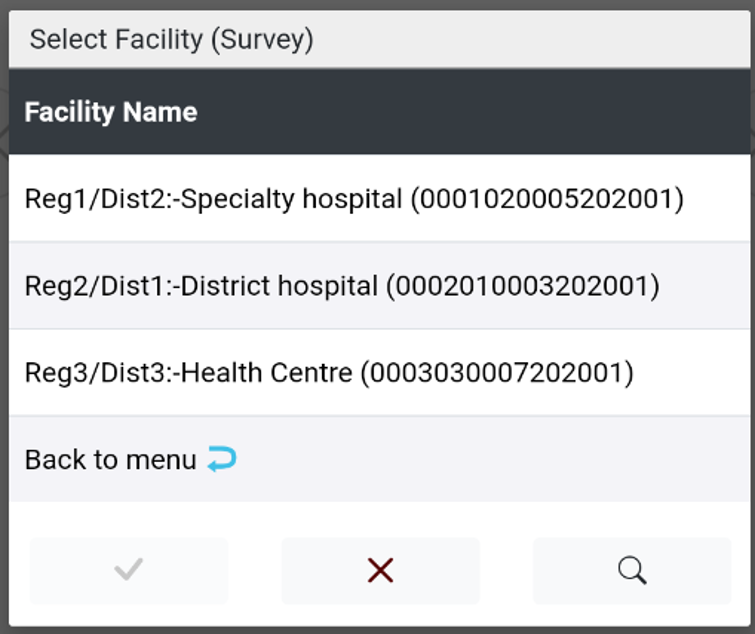 Select Facility (Survey)
Facility Name
Reg1/Dist2:-Specialty hospital (0001020005202001)
Reg2/Dist1:-District hospital (0002010003202001)
Reg3/Dist3:-Health Centre (0003030007202001)
Back to menu